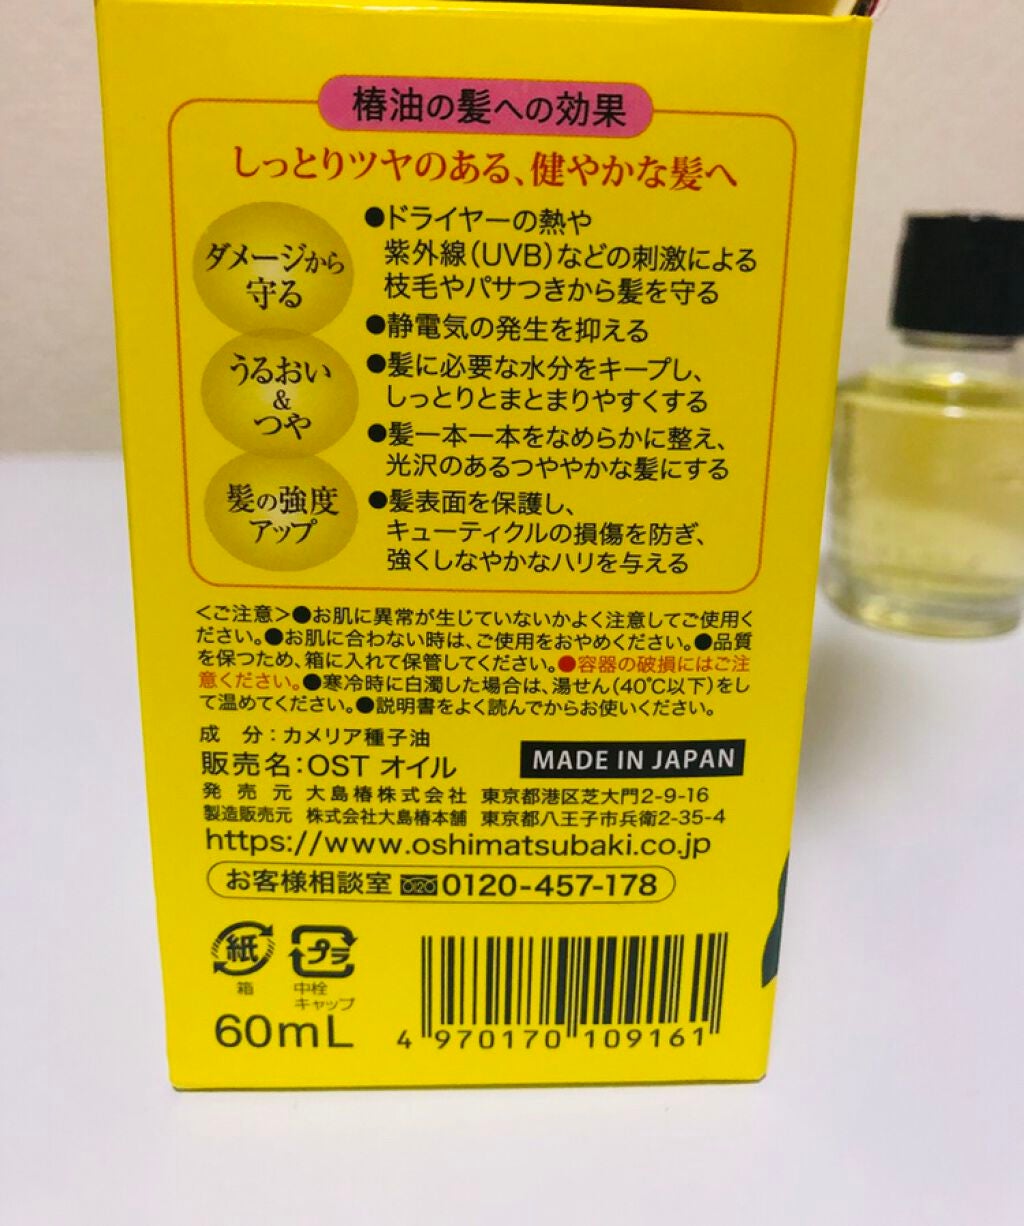 椿油の髪への効果
しっとりツヤのある、健やかな髪へ
ダメージから
守る
うるおい
&
つや
髪の強度
アップ
●ドライヤーの熱や
紫外線(UVB)などの刺激による
枝毛やパサつきから髪を守る
●静電気の発生を抑える
●髪に必要な水分をキープし、
しっとりとまとまりやすくする
●髪一本一本をなめらかに整え、
光沢のあるつややかな髪にする
●髪表面を保護し、
キューティクルの損傷を防ぎ、
強くしなやかなハリを与える
<ご注意>●お肌に異常が生じていないかよく注意してご使用く
ださい。●お肌に合わない時は、ご使用をおやめください。●品質
を保つため、箱に入れて保管してください。●容器の破損にはご注
意ください。●寒冷時に白濁した場合は、湯せん(40℃以下)をし
て温めてください。●説明書をよく読んでからお使いください。
成 分：カメリア種子油
販売名：OST オイル
MADE IN JAPAN
発 売 元 大島椿株式会社 東京都港区芝大門2-9-16
製造販売元 株式会社大島椿本舗 東京都八王子市兵衛2-35-4
https://www.oshimatsubaki.co.jp
お客様相談室 0120-457-178
紙
箱
プラ
中栓
キャップ
60mL
4 970170 109161